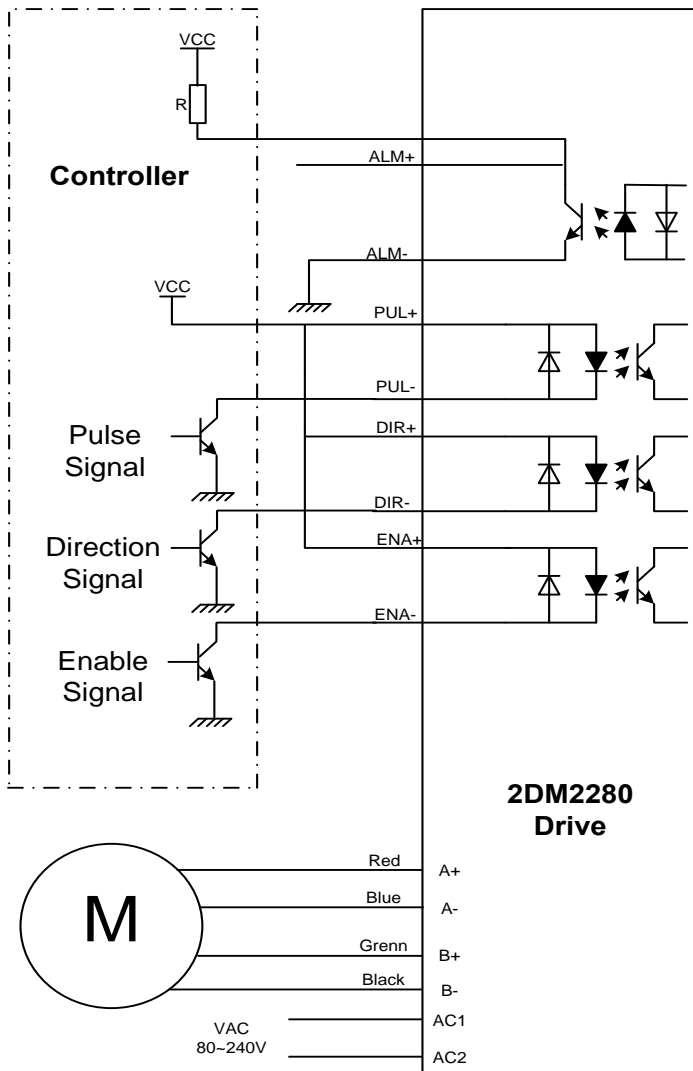 VCC
R
Controller
ALM+
ALM-
VCC
PUL+
PUL-
Pulse
Signal
DIR+
DIR-
Direction
Signal
ENA+
ENA-
Enable
Signal
2DM2280
Drive
M
Red
A+
Blue
A-
Grenn
B+
Black
B-
VAC
80~240V
AC1
AC2